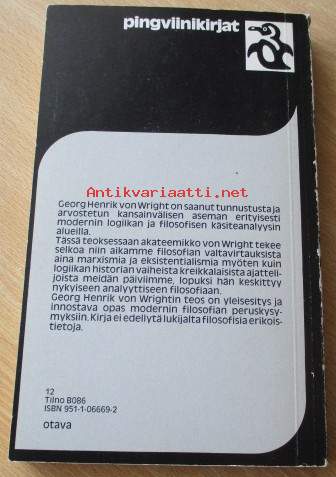 pingviinikirjat
Antikvariaatti.net
Georg Henrik von Wright on saanut tunnustusta ja
arvostetun kansainvälisen aseman erityisesti
modernin logiikan ja filosofisen käsiteanalyysin
alueilla.
Tässä teoksessaan akateemikko von Wright tekee
selkoa niin aikamme filosofian valtavirtauksista
aina marxismia ja eksistentialismia myöten kuin
logiikan historian vaiheista kreikkalaisista ajatteli-
joista meidän päiviimme, lopuksi hän keskittyy
nykyiseen analyyttiseen filosofiaan.
Georg Henrik von Wrightin teos on yleisesitys ja
innostava opas modernin filosofian peruskysy-
myksiin. Kirja ei edellytä lukijalta filosofisia erikois-
tietoja.
12
Tilno B086
ISBN 951-1-06669-2
otava